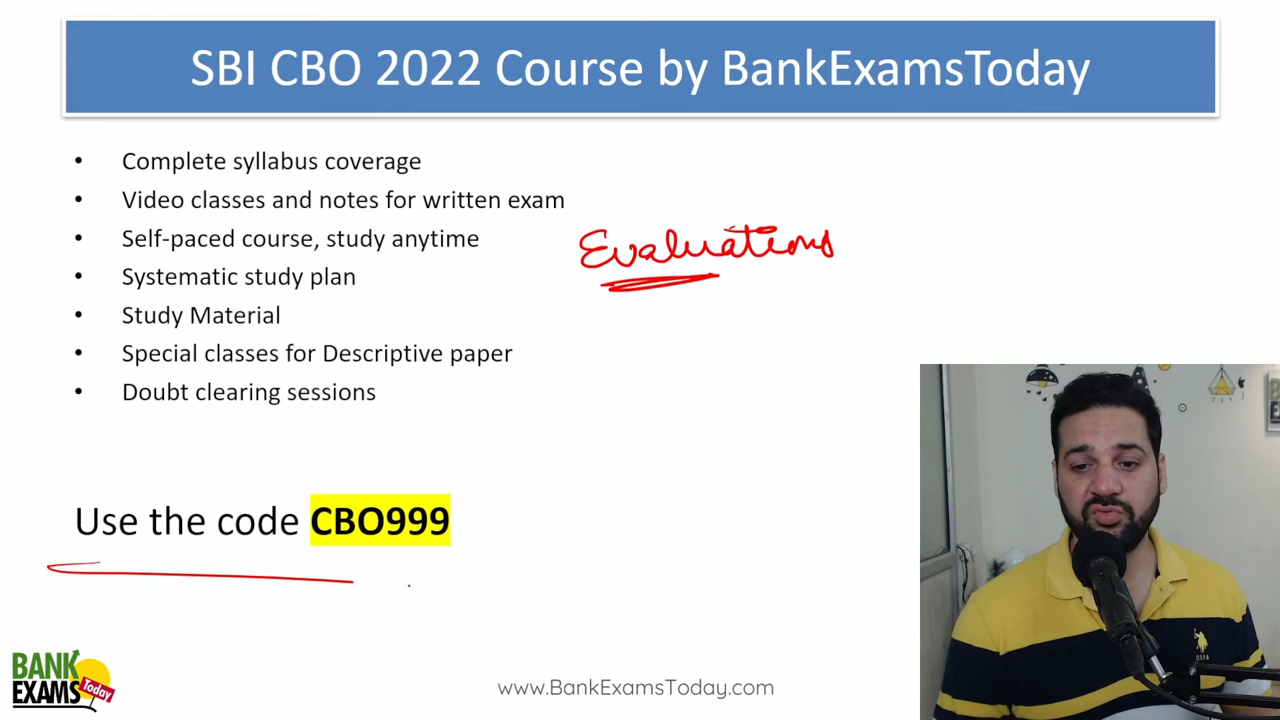 SBI CBO 2022 Course by BankExamsToday
• Complete syllabus coverage
• Video classes and notes for written exam
• Self-paced course, study anytime
Evaluations
• Systematic study plan
• Study Material
• Special classes for Descriptive paper
• Doubt clearing sessions
Use the code CBO999
USPA
BANK
EXAMS
Today
www.BankExamsToday.com